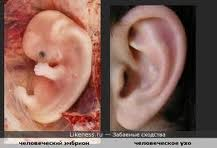 Likeness.ru — Забавные сходства
человеческий эмбрион
человеческое ухо